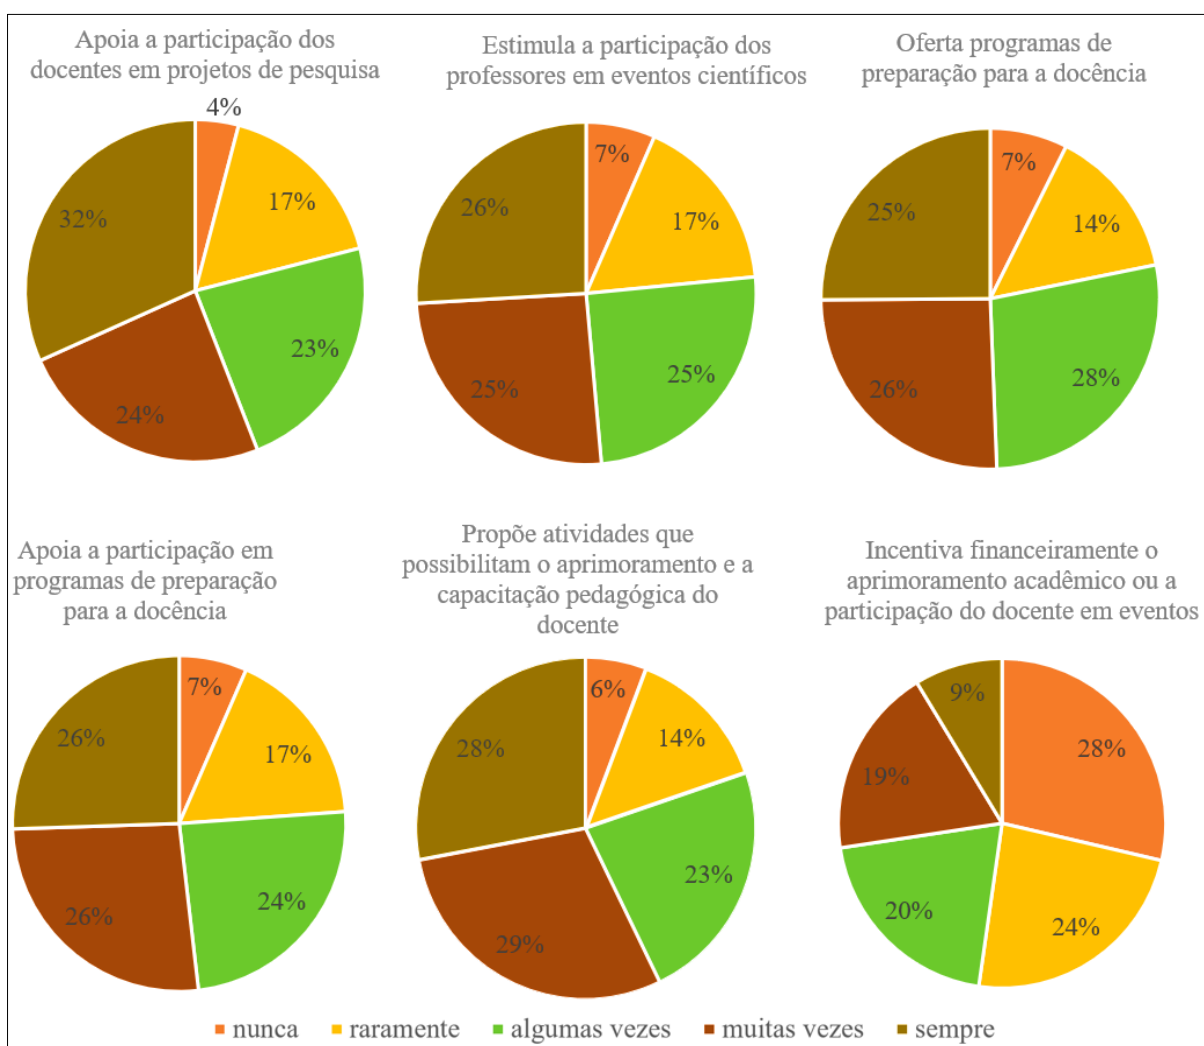 Apoia a participação dos
docentes em projetos de pesquisa
4%
17%
23%
24%
32%
Estimula a participação dos
professores em eventos científicos
7%
17%
25%
25%
26%
Oferta programas de
preparação para a docência
7%
14%
28%
26%
25%
Apoia a participação em
programas de preparação
para a docência
7%
17%
24%
26%
26%
Propõe atividades que
possibilitam o aprimoramento e a
capacitação pedagógica do
docente
6%
14%
23%
29%
28%
Incentiva financeiramente o
aprimoramento acadêmico ou a
participação do docente em eventos
28%
24%
20%
19%
9%
nunca raramente algumas vezes muitas vezes sempre